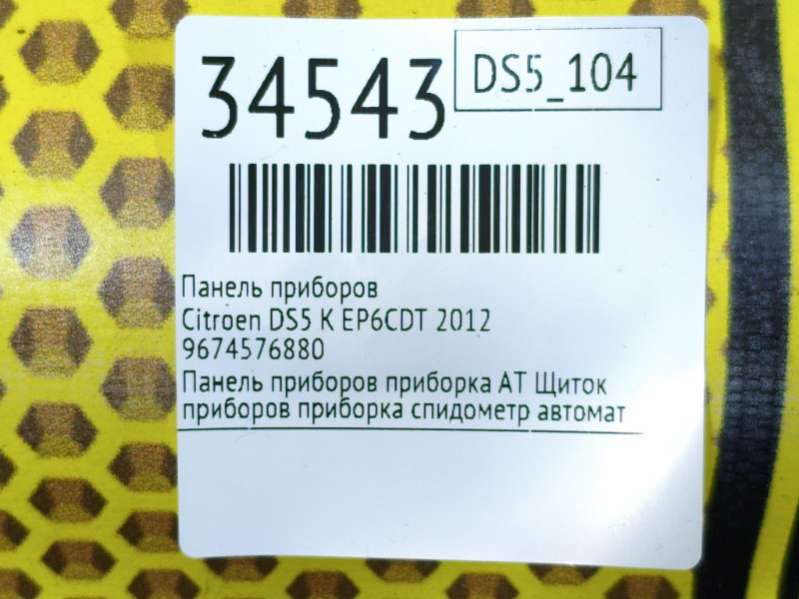 34543
DS5_104
Панель приборов
Citroen DS5 K EP6CDT 2012
9674576880
Панель приборов приборка АТ Щиток
приборов приборка спидометр автомат